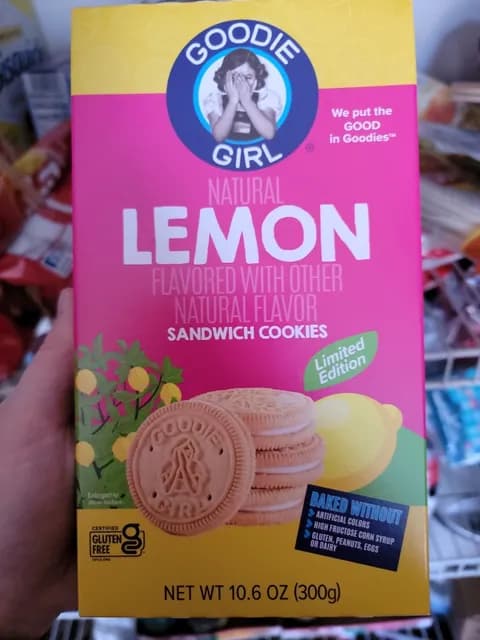 GOODIE
GIRL
We put the
GOOD
in Goodies™
NATURAL
LEMON
FLAVORED WITH OTHER
NATURAL FLAVOR
SANDWICH COOKIES
Limited
Edition
GOODIE
GIRL
BAKED WITHOUT
ARTIFICIAL COLORS
HIGH FRUCTOSE CORN SYRUP
GLUTEN, PEANUTS, EGGS
OR DAIRY
Enlarged to
CERTIFIED
GLUTEN
FREE
NET WT 10.6 OZ (300g)